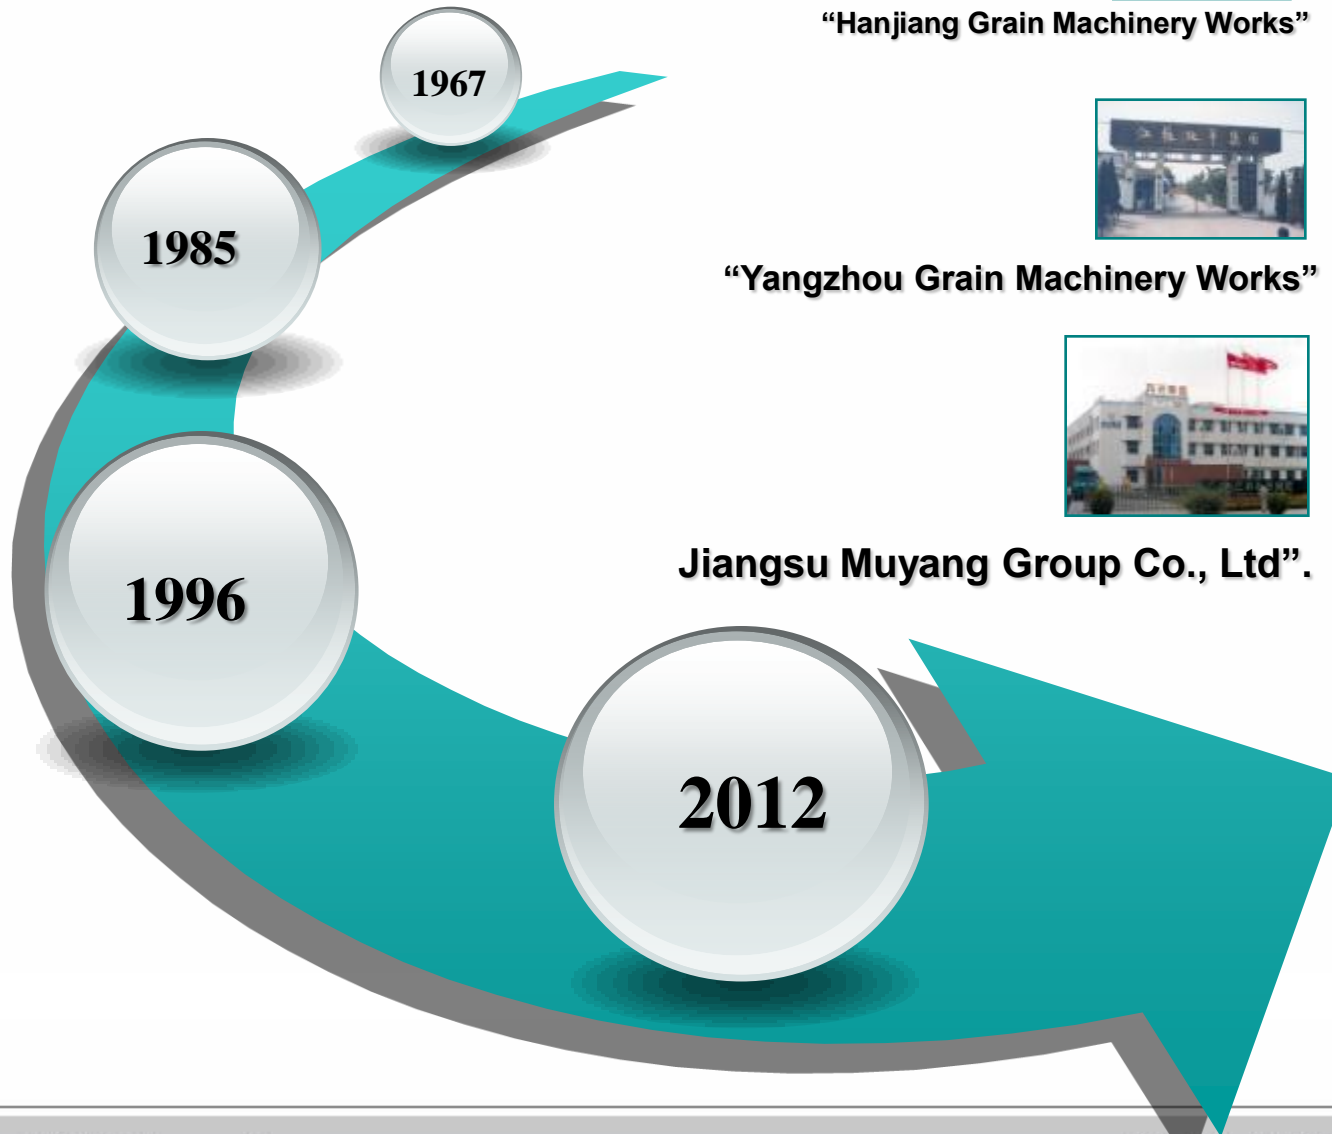 “Hanjiang Grain Machinery Works”
1967
1985
“Yangzhou Grain Machinery Works”
Jiangsu Muyang Group Co., Ltd”.
1996
2012